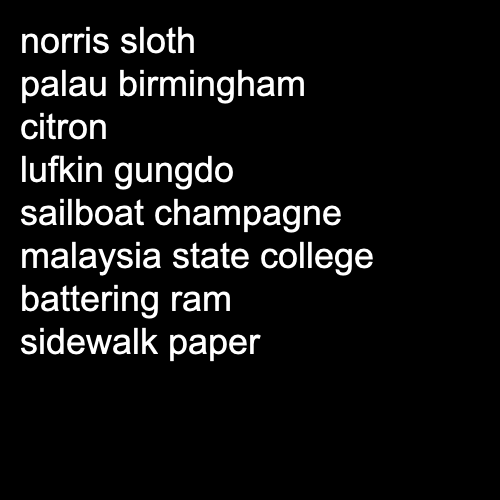 norris sloth
palau birmingham
citron
lufkin gungdo
sailboat champagne
malaysia state college
battering ram
sidewalk paper